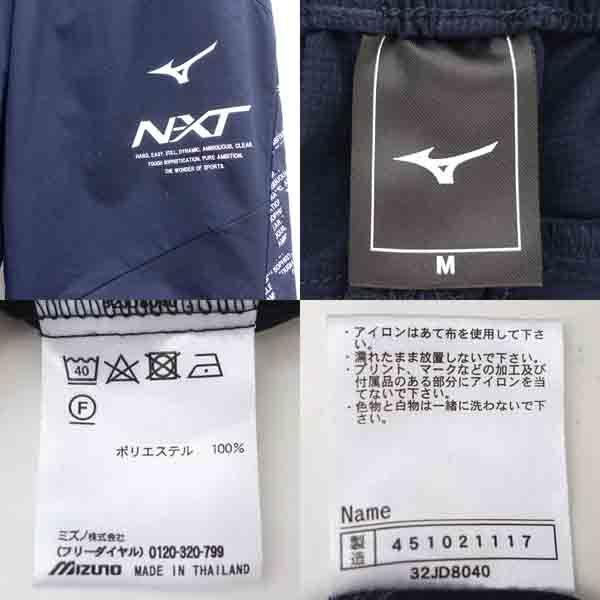 N-XT
HARD, EASY, STILL, DYNAMIC, AMBIGUOUS, CLEAR,
TOUGH, SOPHISTICATION, PURE AMBITION.
THE WONDER OF SPORTS.
M
40
F
ポリエステル 100%
ミズノ株式会社
(フリーダイヤル) 0120-320-799
MIZUNO MADE IN THAILAND
・アイロンはあて布を使用して下さ
い。
・濡れたまま放置しないで下さい。
・プリント、マークなどの加工及び
付属品のある部分にアイロンを当
てないで下さい。
・色物と白物は一緒に洗わないで下
さい。
Name
製造 451021117
32JD8040